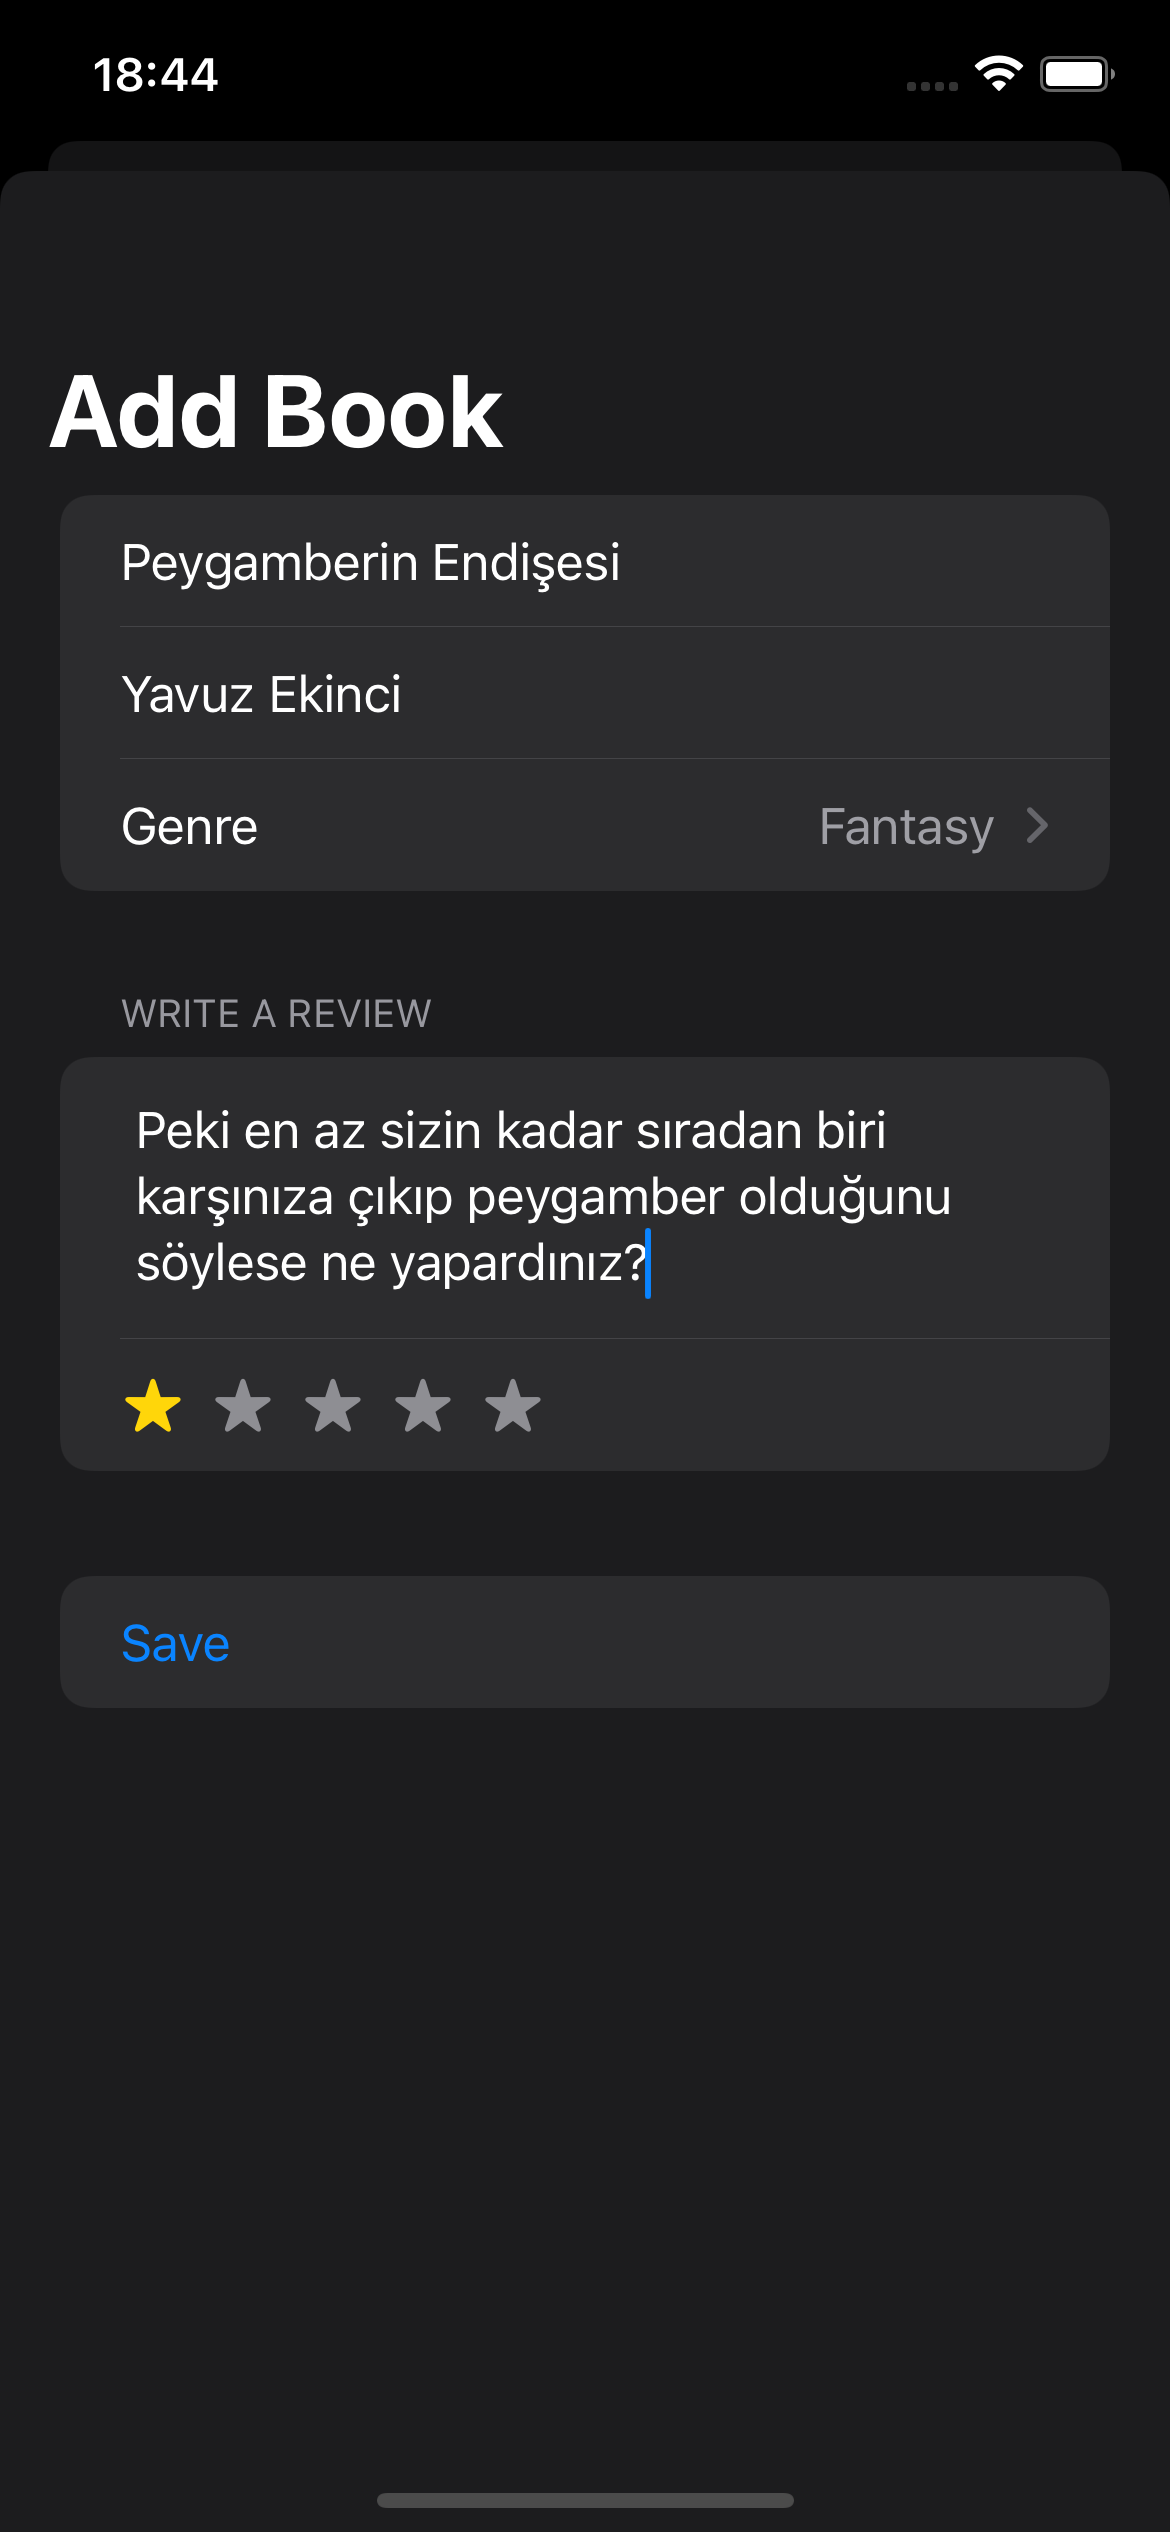 18:44
Add Book
Peygamberin Endişesi
Yavuz Ekinci
Genre Fantasy
WRITE A REVIEW
Peki en az sizin kadar sıradan biri
karşınıza çıkıp peygamber olduğunu
söylese ne yapardınız?
Save